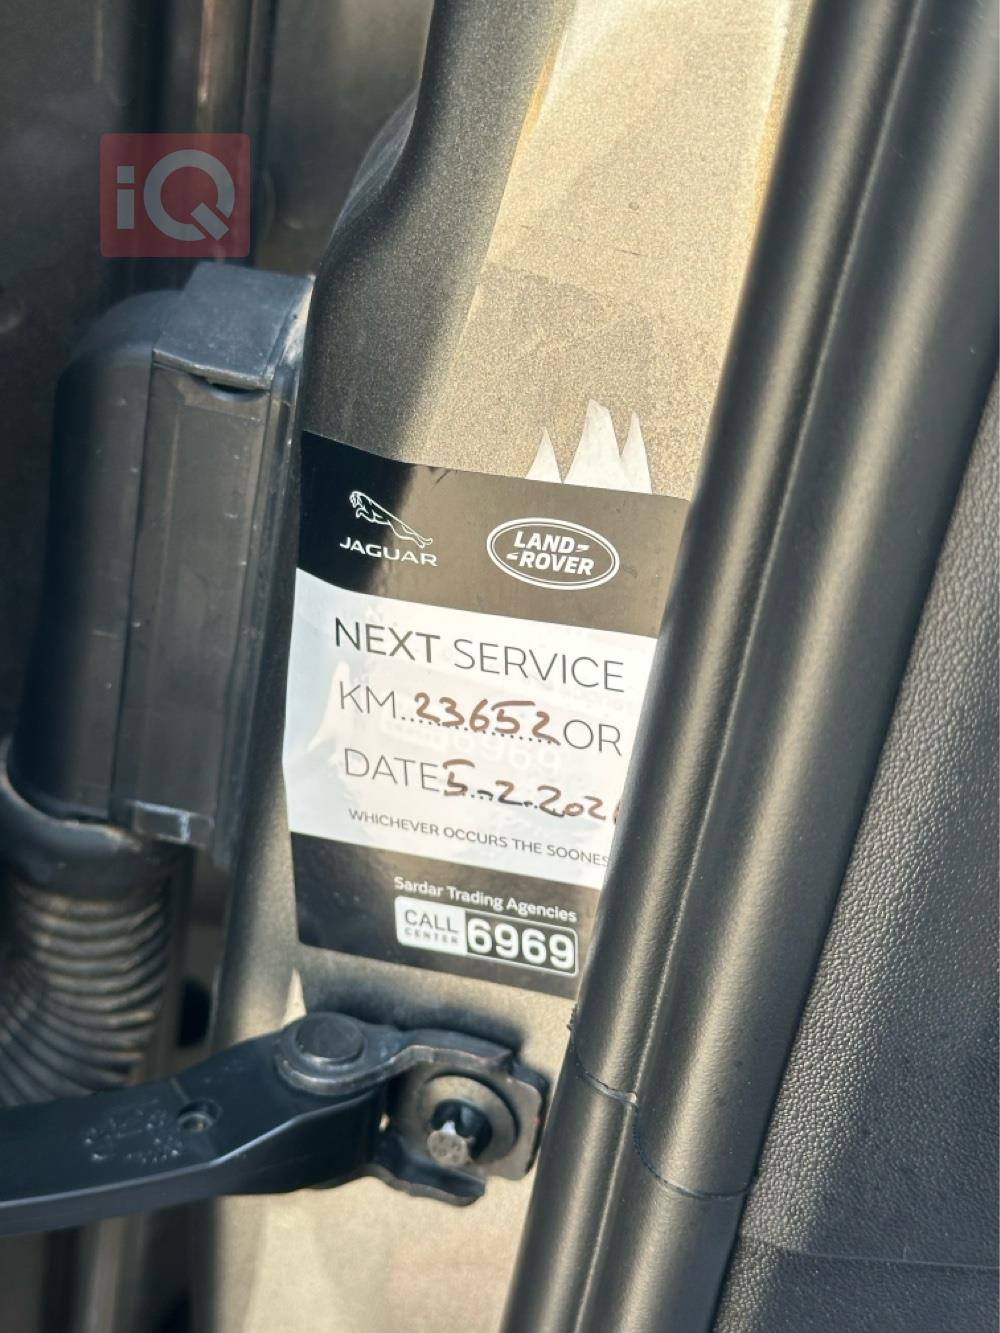 iQ
JAGUAR
LAND ROVER
NEXT SERVICE
KM 23652 OR
DATE 5-2-202
WHICHEVER OCCURS THE SOONES
Sardar Trading Agencies
CALL CENTER 6969